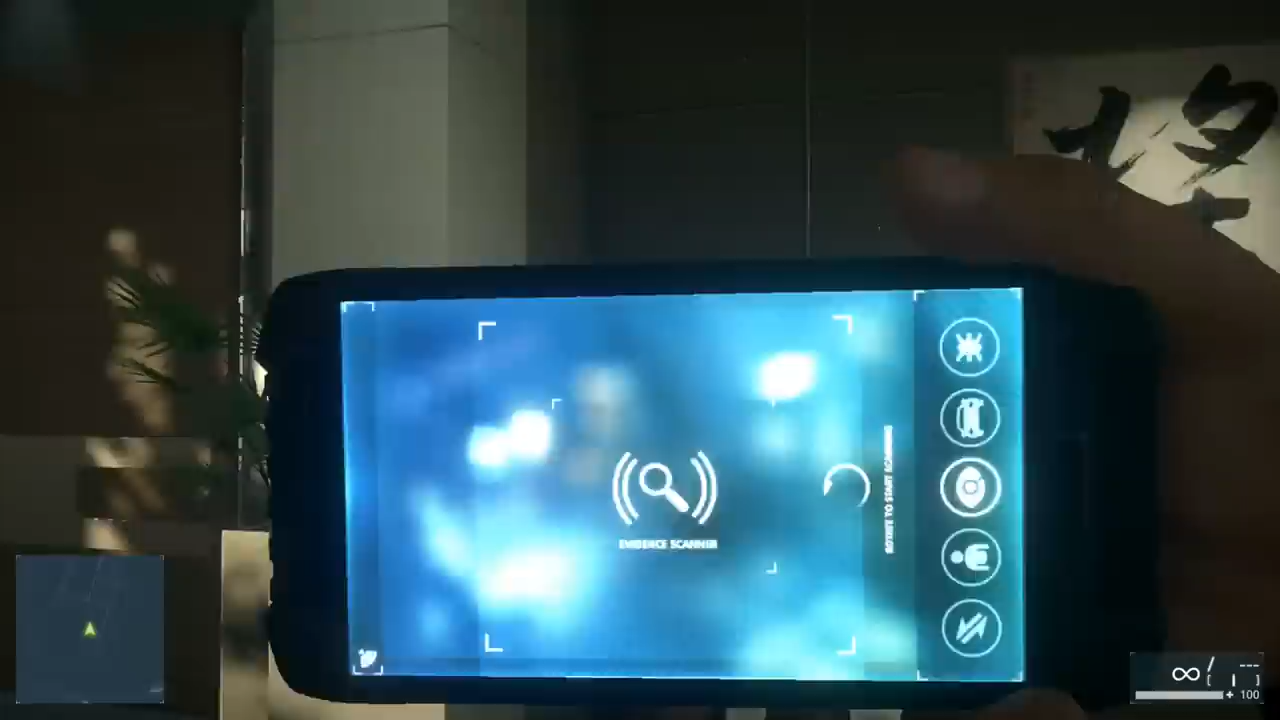 EVIDENCE SCANNER
ROTATE TO START SCANNING
∞/ ---
+ 100